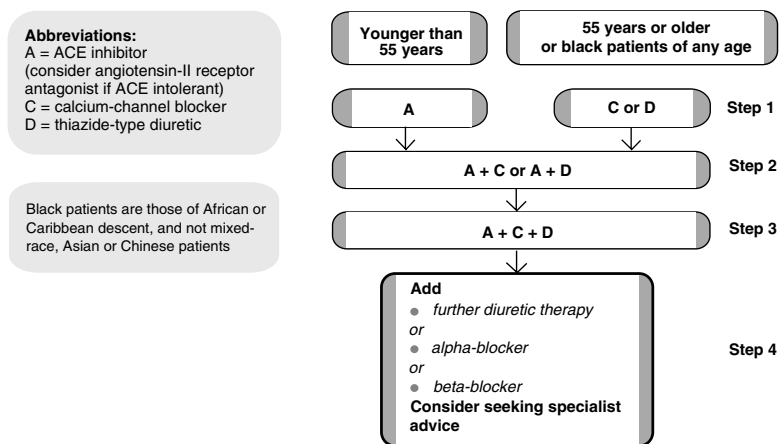 Abbreviations:
A = ACE inhibitor
(consider angiotensin-II receptor
antagonist if ACE intolerant)
C = calcium-channel blocker
D = thiazide-type diuretic
Black patients are those of African or
Caribbean descent, and not mixed-
race, Asian or Chinese patients
Younger than
55 years
55 years or older
or black patients of any age
A
C or D
Step 1
A + C or A + D
Step 2
A + C + D
Step 3
Add
• further diuretic therapy
or
• alpha-blocker
or
• beta-blocker
Consider seeking specialist
advice
Step 4